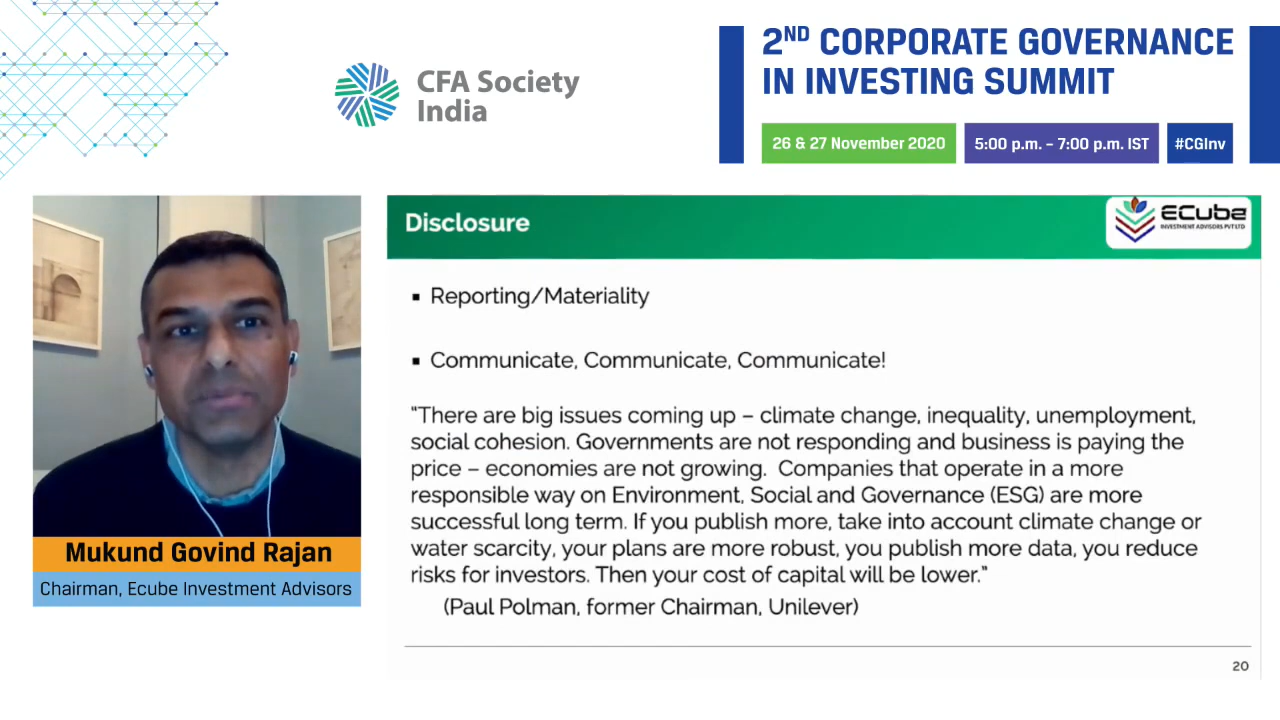 CFA Society
India
2ND CORPORATE GOVERNANCE
IN INVESTING SUMMIT
26 & 27 November 2020
5:00 p.m. – 7:00 p.m. IST
#CGInv
Mukund Govind Rajan
Chairman, Ecube Investment Advisors
Disclosure
ECube
INVESTMENT ADVISORS PVT LTD
▪ Reporting/Materiality
▪ Communicate, Communicate, Communicate!
“There are big issues coming up – climate change, inequality, unemployment,
social cohesion. Governments are not responding and business is paying the
price – economies are not growing. Companies that operate in a more
responsible way on Environment, Social and Governance (ESG) are more
successful long term. If you publish more, take into account climate change or
water scarcity, your plans are more robust, you publish more data, you reduce
risks for investors. Then your cost of capital will be lower.”
(Paul Polman, former Chairman, Unilever)
20